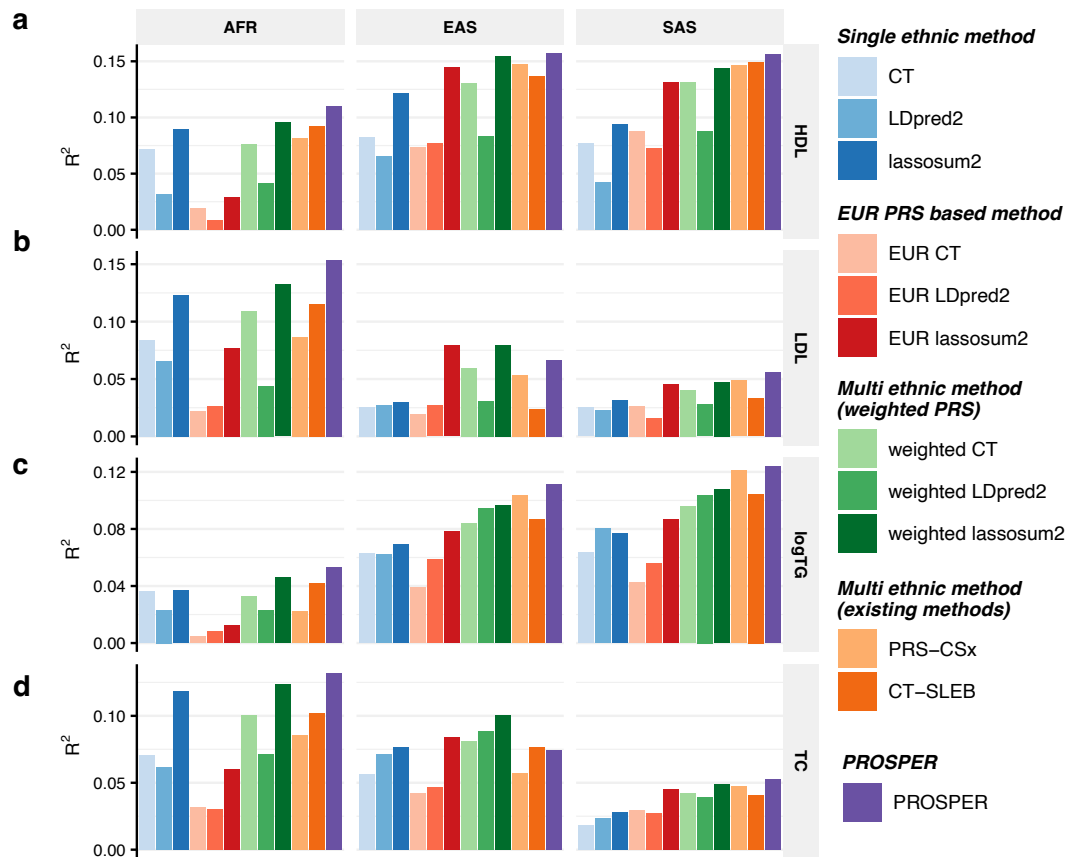 a
AFR
EAS
SAS
R2
0.15
0.10
0.05
0.00
HDL
b
R2
0.15
0.10
0.05
0.00
LDL
c
R2
0.12
0.08
0.04
0.00
logTG
d
R2
0.10
0.05
0.00
TC
Single ethnic method
CT
LDpred2
lassosum2
EUR PRS based method
EUR CT
EUR LDpred2
EUR lassosum2
Multi ethnic method
(weighted PRS)
weighted CT
weighted LDpred2
weighted lassosum2
Multi ethnic method
(existing methods)
PRS−CSx
CT−SLEB
PROSPER
PROSPER